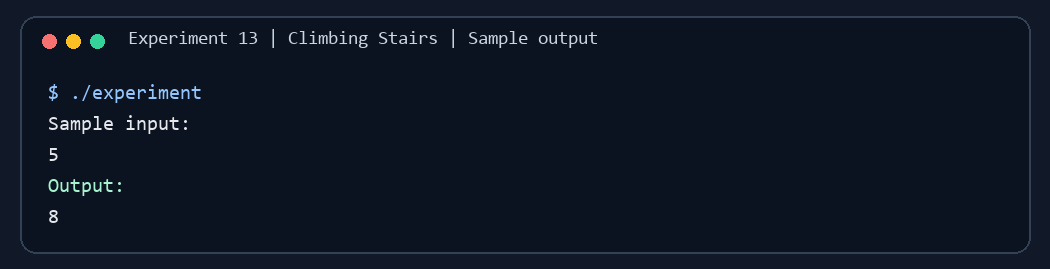 Experiment 13 | Climbing Stairs | Sample output
$ ./experiment
Sample input:
5
Output:
8